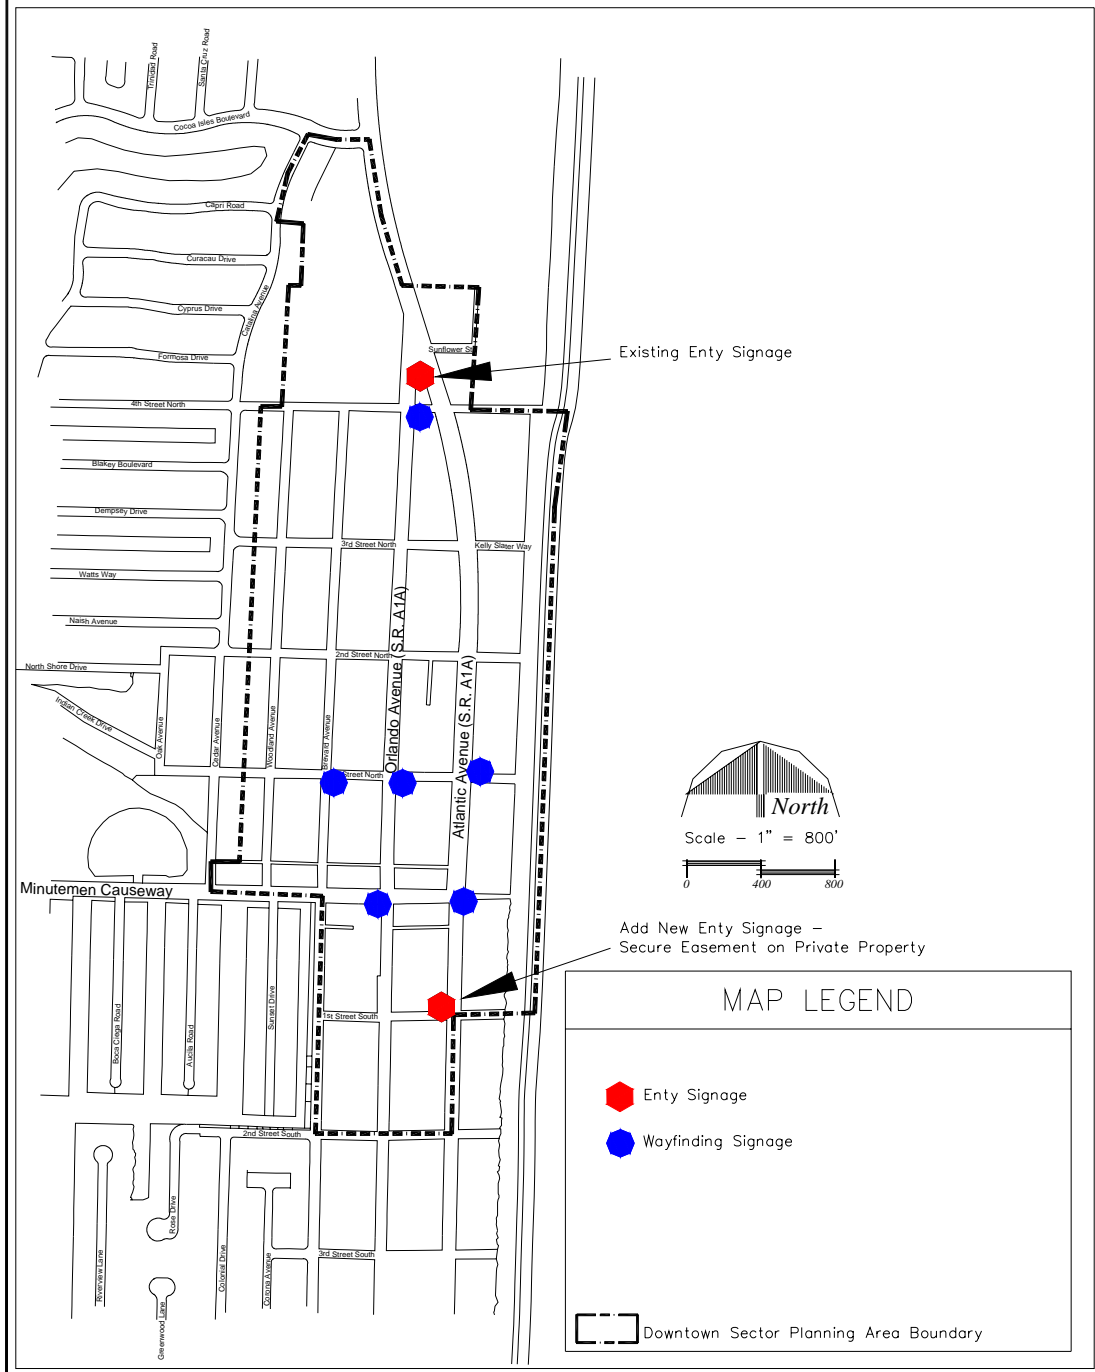 Trinidad Road
Santa Cruz Road
Cocoa Isles Boulevard
Capri Road
Curacau Drive
Catalina Avenue
Cyprus Drive
Formosa Drive
Sunflower St
Existing Enty Signage
4th Street North
Blakey Boulevard
Dempsey Drive
3rd Street North
Kelly Slater Way
Watts Way
Naish Avenue
2nd Street North
North Shore Drive
Indian Creek Drive
Oak Avenue
Cedar Avenue
Woodland Avenue
Brevard Avenue
Orlando Avenue (S.R. A1A)
Atlantic Avenue (S.R. A1A)
Street North
North
Scale - 1" = 800'
0 400 800
Minutemen Causeway
Add New Enty Signage -
Secure Easement on Private Property
Boca Ciega Road
Aucila Road
Sunset Drive
1st Street South
2nd Street South
Rose Drive
Riverview Lane
Colonial Drive
Corona Avenue
3rd Street South
Greenwood Lane
MAP LEGEND
Enty Signage
Wayfinding Signage
Downtown Sector Planning Area Boundary